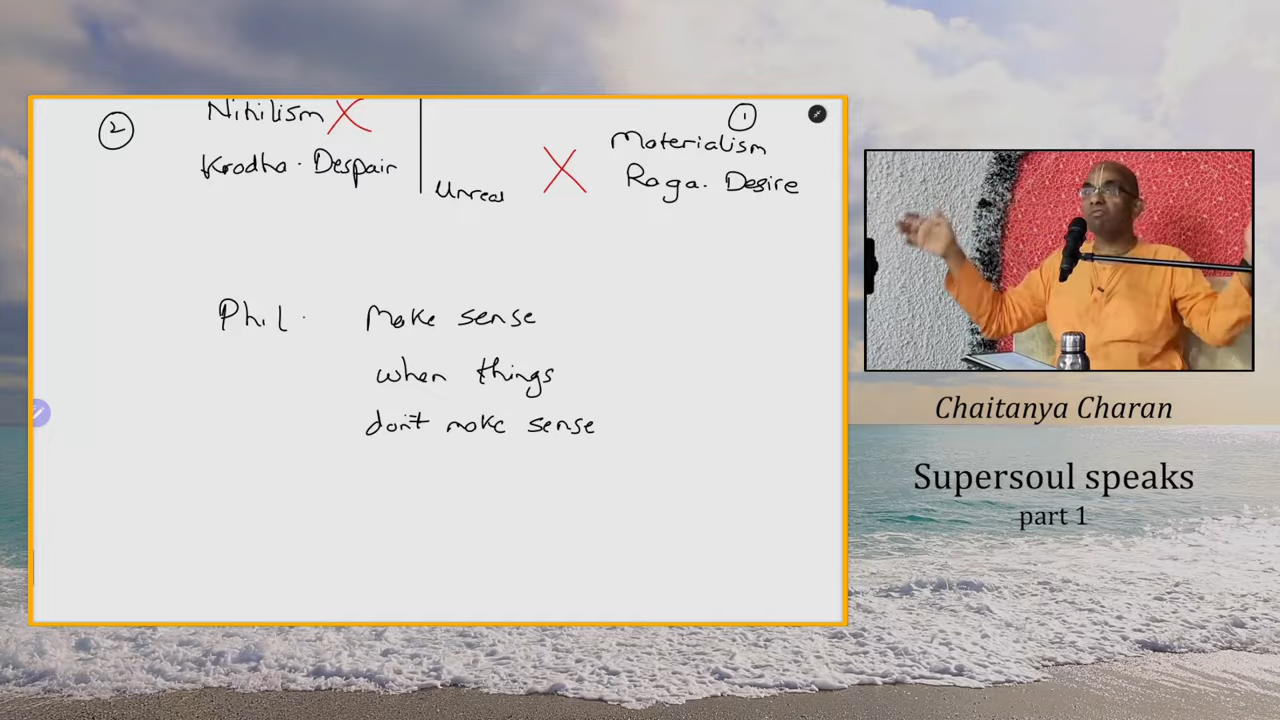 ② Nihilism
Krodha. Despair
Unreal
①
Materialism
Raga. Desire
Phil. Make sense
when things
don't make sense
Chaitanya Charan
Supersoul speaks
part 1